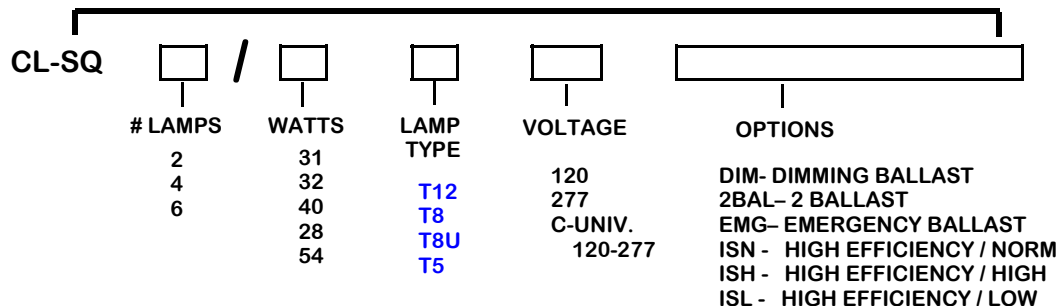 CL-SQ /
# LAMPS
2
4
6
WATTS
31
32
40
28
54
LAMP
TYPE
T12
T8
T8U
T5
VOLTAGE
120
277
C-UNIV.
120-277
OPTIONS
DIM- DIMMING BALLAST
2BAL– 2 BALLAST
EMG– EMERGENCY BALLAST
ISN - HIGH EFFICIENCY / NORM
ISH - HIGH EFFICIENCY / HIGH
ISL - HIGH EFFICIENCY / LOW